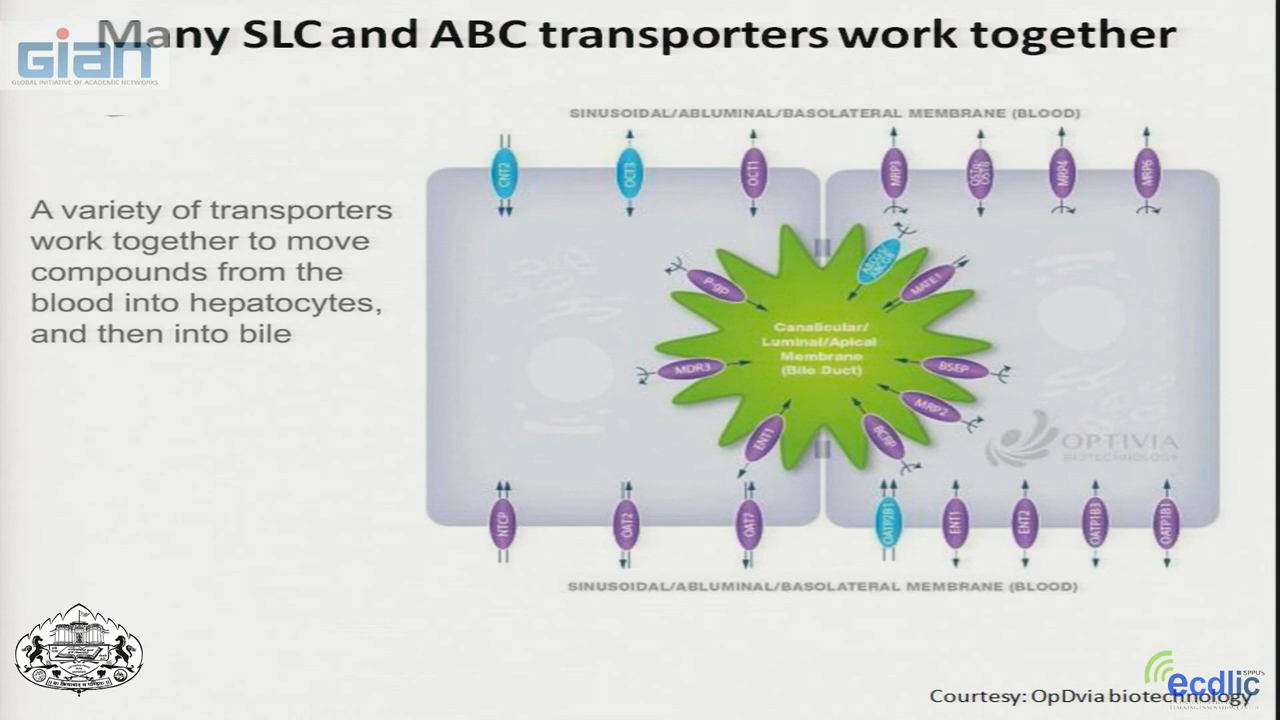 Many SLC and ABC transporters work together
GIAN
GLOBAL INITIATIVE OF ACADEMIC NETWORKS
SINUSOIDAL/ABLUMINAL/BASOLATERAL MEMBRANE (BLOOD)
CNT2
OCT3
OCT1
MRP3
MRP4
MRP6
A variety of transporters
work together to move
compounds from the
blood into hepatocytes,
and then into bile
P-gp
MATE1
Canalicular/
Luminal/Apical
Membrane
(Bile Duct)
MDR3
BSEP
MRP2
ENT1
BCRP
OPTIVIA
BIOTECHNOLOGY
NTCP
OAT2
OAT7
OATP2B1
ENT1
ENT2
OATP1B3
OATP1B1
SINUSOIDAL/ABLUMINAL/BASOLATERAL MEMBRANE (BLOOD)
SPPU's
ecdlic
Courtesy: OpDvia biotechnology